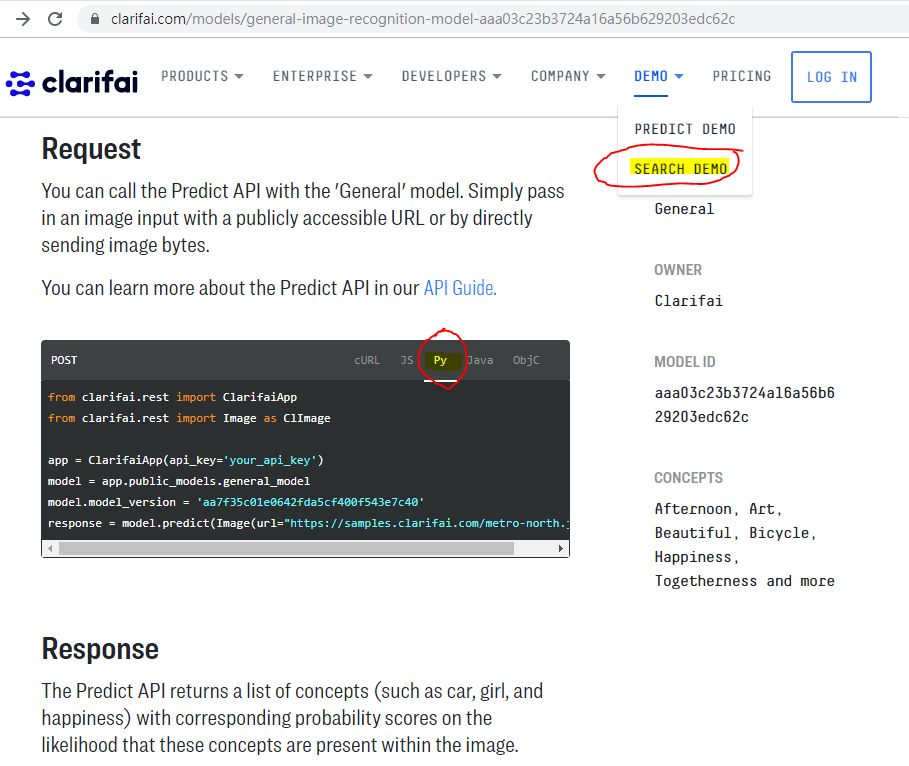 clarifai.com/models/general-image-recognition-model-aaa03c23b3724a16a56b629203edc62c
clarifai PRODUCTS ENTERPRISE DEVELOPERS COMPANY DEMO PRICING LOG IN
PREDICT DEMO
SEARCH DEMO
Request
You can call the Predict API with the 'General' model. Simply pass
in an image input with a publicly accessible URL or by directly
sending image bytes.
You can learn more about the Predict API in our API Guide.
POST cURL JS Py Java ObjC
from clarifai.rest import ClarifaiApp
from clarifai.rest import Image as ClImage
app = ClarifaiApp(api_key='your_api_key')
model = app.public_models.general_model
model.model_version = 'aa7f35c01e0642fda5cf400f543e7c40'
response = model.predict(Image(url="https://samples.clarifai.com/metro-north.j
General
OWNER
Clarifai
MODEL ID
aaa03c23b3724a16a56b6
29203edc62c
CONCEPTS
Afternoon, Art,
Beautiful, Bicycle,
Happiness,
Togetherness and more
Response
The Predict API returns a list of concepts (such as car, girl, and
happiness) with corresponding probability scores on the
likelihood that these concepts are present within the image.